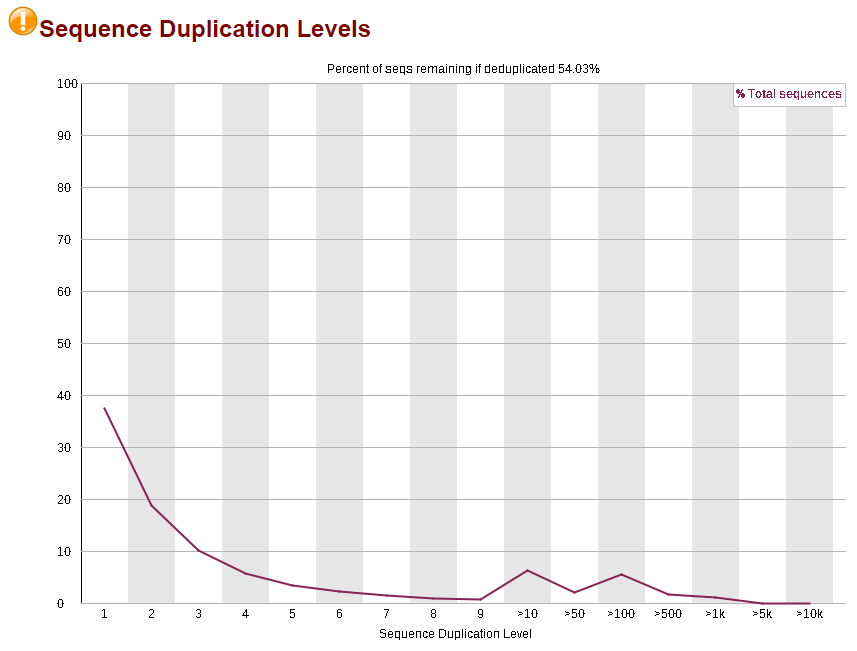 Sequence Duplication Levels
Percent of seqs remaining if deduplicated 54.03%
% Total sequences
100
90
80
70
60
50
40
30
20
10
0
1 2 3 4 5 6 7 8 9 >10 >50 >100 >500 >1k >5k >10k
Sequence Duplication Level